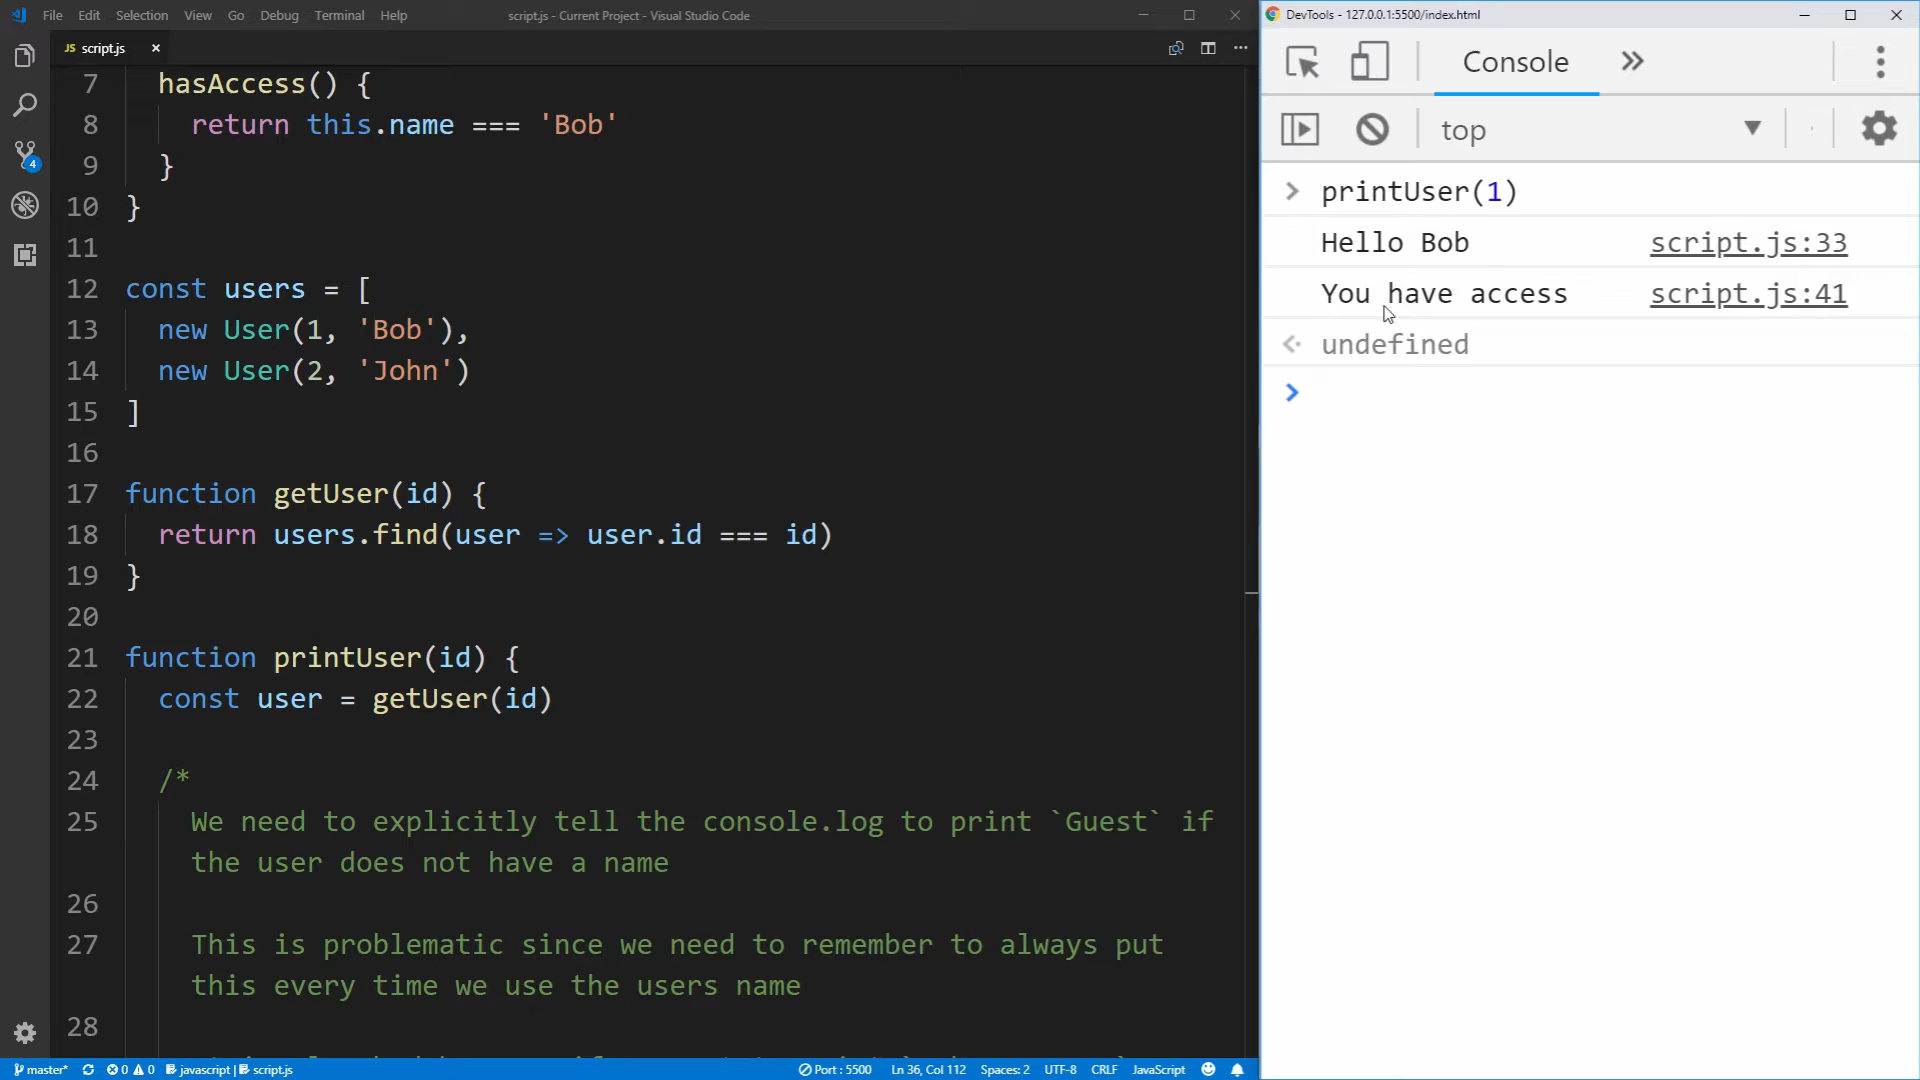 File Edit Selection View Go Debug Terminal Help
script.js - Current Project - Visual Studio Code
JS script.js
7 hasAccess() {
8 return this.name === 'Bob'
9 }
10 }
11
12 const users = [
13 new User(1, 'Bob'),
14 new User(2, 'John')
15 ]
16
17 function getUser(id) {
18 return users.find(user => user.id === id)
19 }
20
21 function printUser(id) {
22 const user = getUser(id)
23
24 /*
25 We need to explicitly tell the console.log to print `Guest` if
the user does not have a name
26
27 This is problematic since we need to remember to always put
this every time we use the users name
28
4
master* 0 0 javascript | script.js
Port : 5500 Ln 36, Col 112 Spaces: 2 UTF-8 CRLF JavaScript
DevTools - 127.0.0.1:5500/index.html
Console
top
printUser(1)
Hello Bob script.js:33
You have access script.js:41
undefined